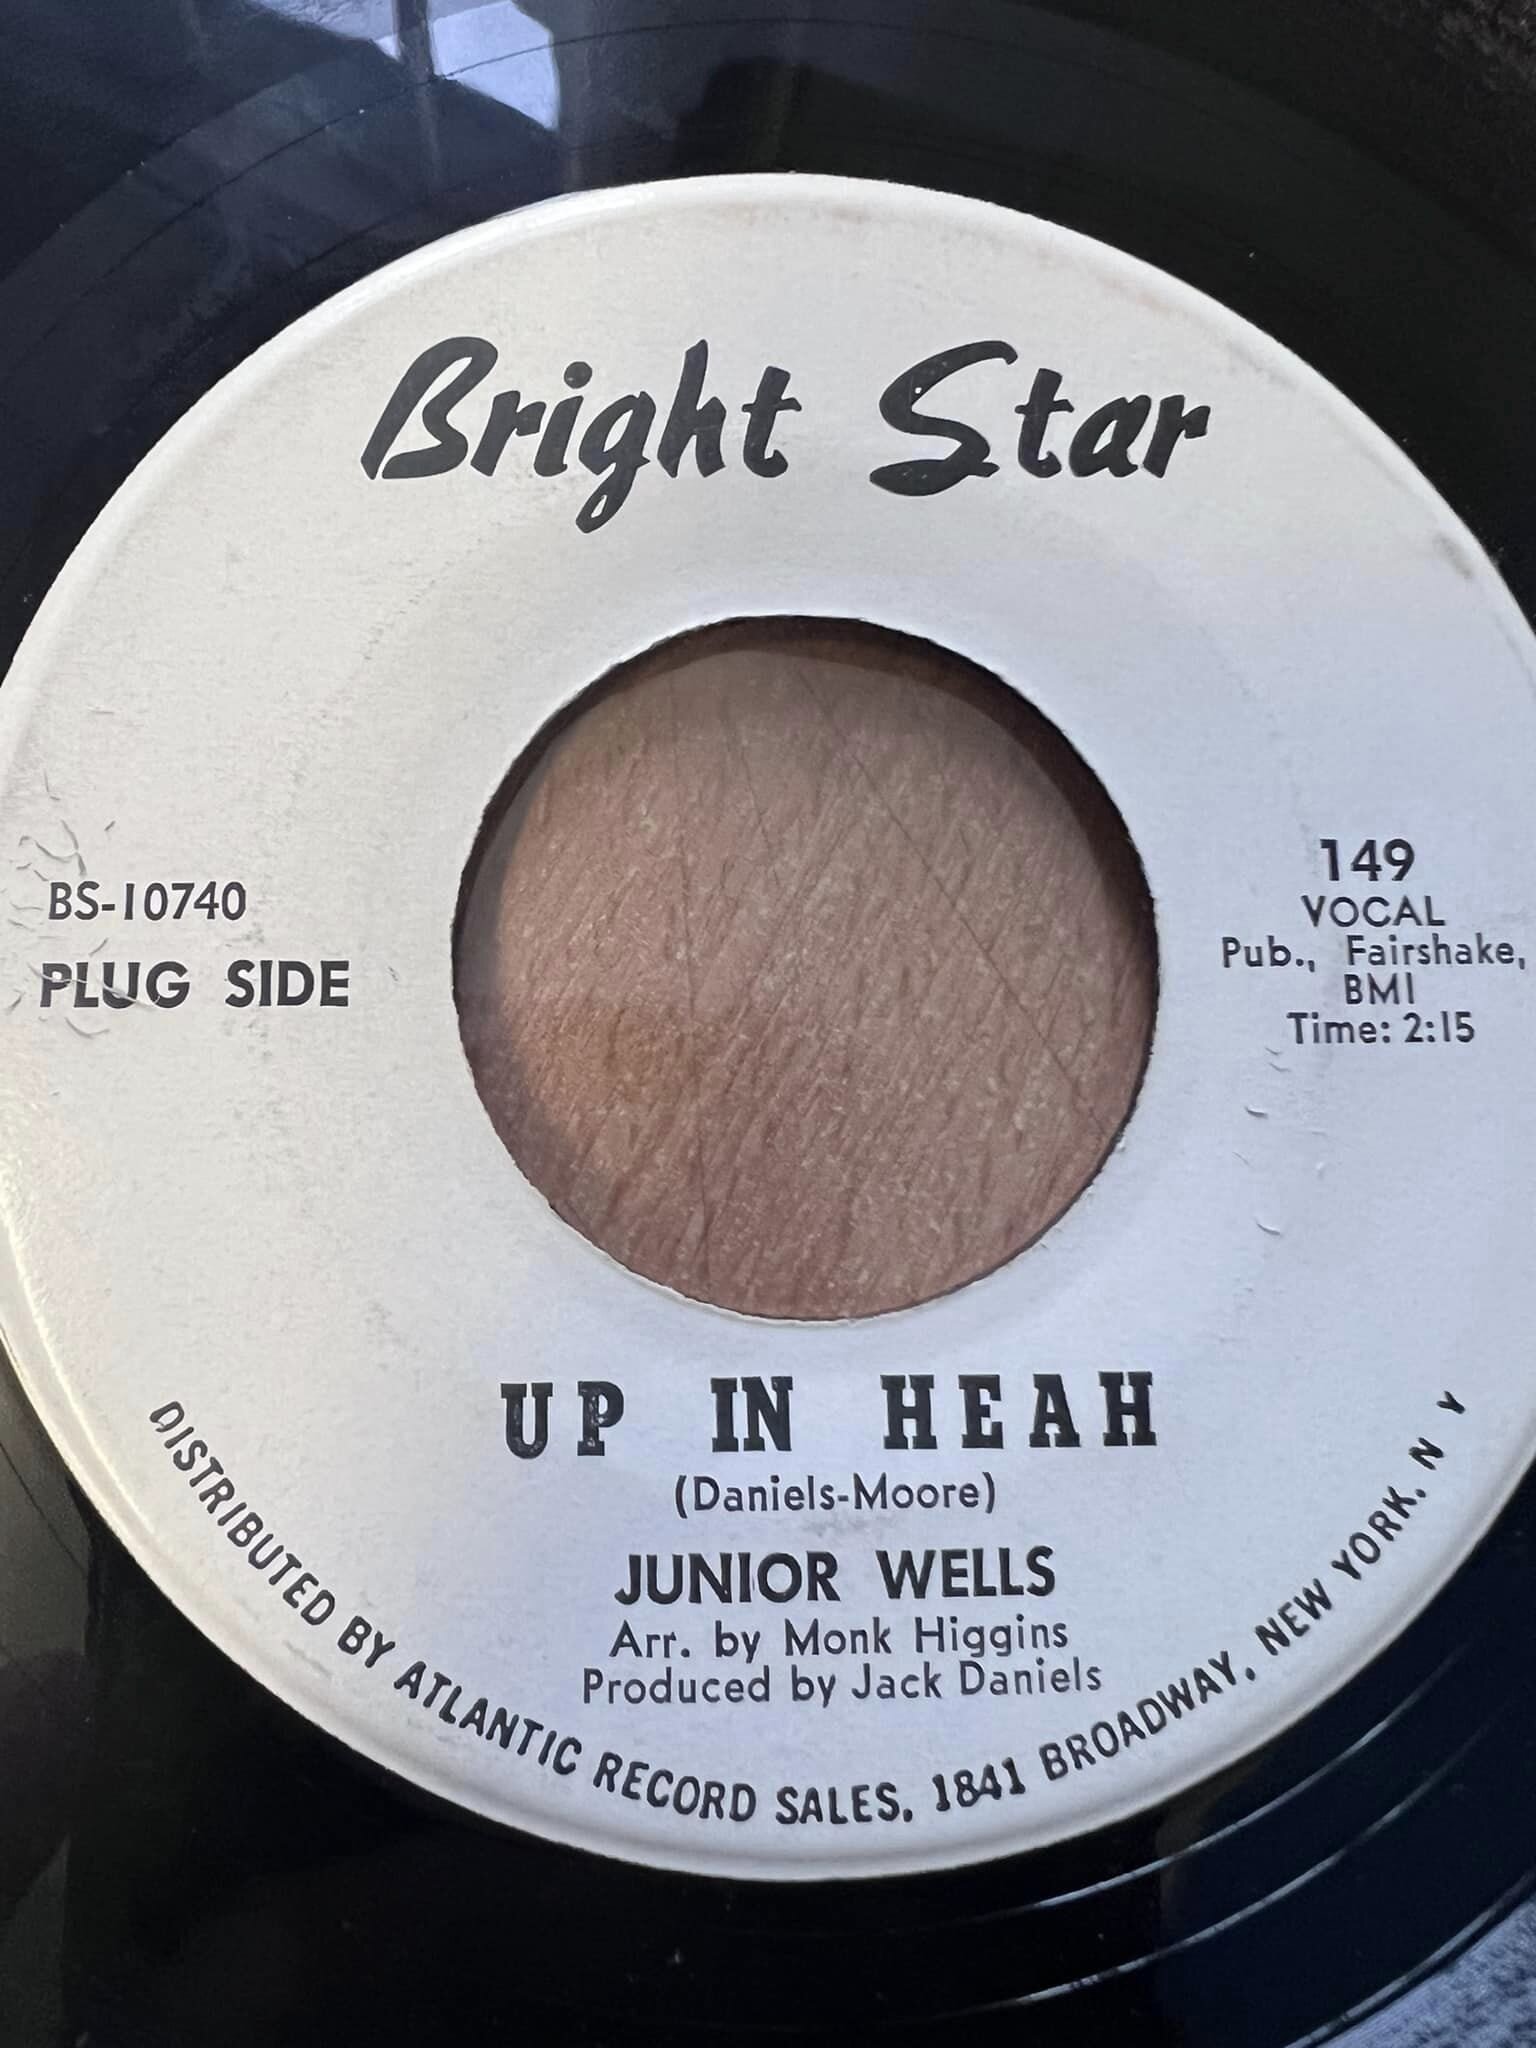 Bright Star
BS-10740
PLUG SIDE
149
VOCAL
Pub., Fairshake,
BMI
Time: 2:15
UP IN HEAH
(Daniels-Moore)
JUNIOR WELLS
Arr. by Monk Higgins
Produced by Jack Daniels
DISTRIBUTED BY ATLANTIC RECORD SALES, 1841 BROADWAY, NEW YORK, N Y